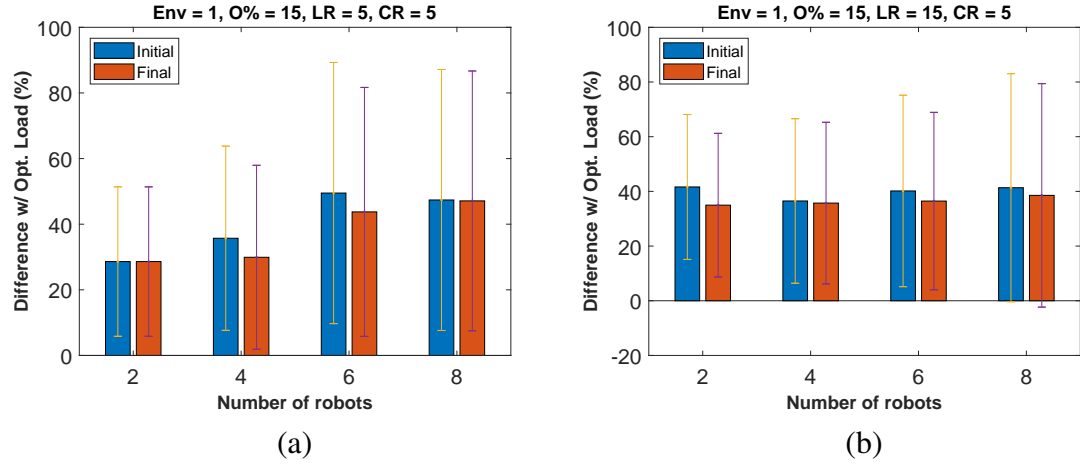 Env = 1, O% = 15, LR = 5, CR = 5
Difference w/ Opt. Load (%)
100
80
60
40
20
0
Initial
Final
2 4 6 8
Number of robots
(a)
Env = 1, O% = 15, LR = 15, CR = 5
Difference w/ Opt. Load (%)
100
80
60
40
20
0
-20
Initial
Final
2 4 6 8
Number of robots
(b)